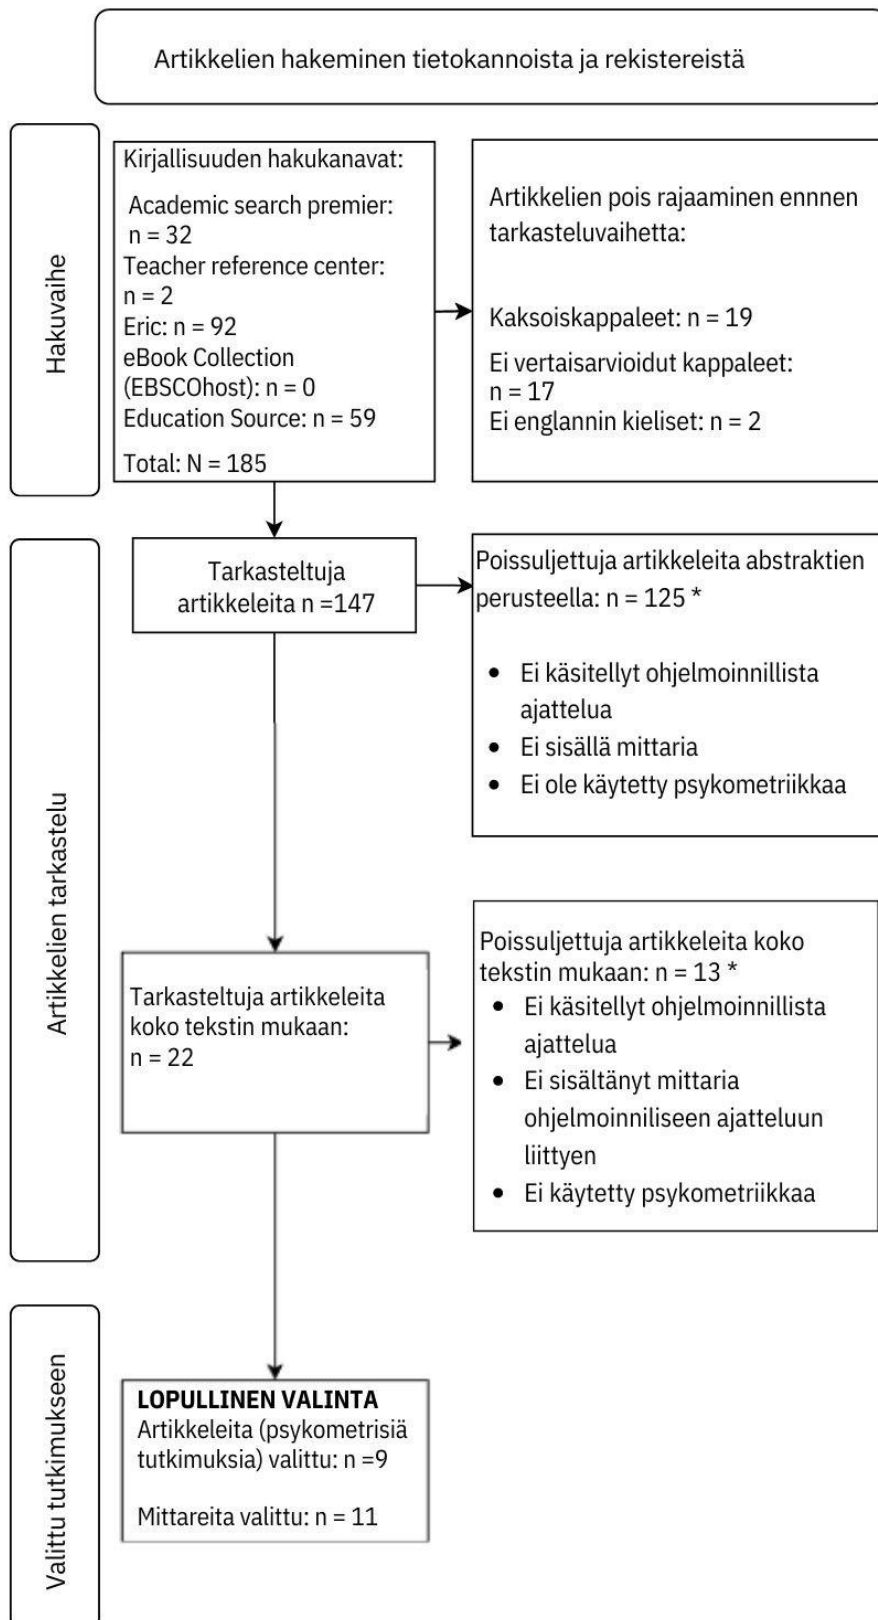 Artikkelien hakeminen tietokannoista ja rekistereistä
Hakuvaihe
Kirjallisuuden hakukanavat:
Academic search premier:
n = 32
Teacher reference center:
n = 2
Eric: n = 92
eBook Collection
(EBSCOhost): n = 0
Education Source: n = 59
Total: N = 185
Artikkelien pois rajaaminen ennnen
tarkasteluvaihetta:
Kaksoiskappaleet: n = 19
Ei vertaisarvioidut kappaleet:
n = 17
Ei englannin kieliset: n = 2
Artikkelien tarkastelu
Tarkasteltuja
artikkeleita n =147
Poissuljettuja artikkeleita abstraktien
perusteella: n = 125 *
• Ei käsitellyt ohjelmoinnillista
ajattelua
• Ei sisällä mittaria
• Ei ole käytetty psykometriikkaa
Tarkasteltuja artikkeleita
koko tekstin mukaan:
n = 22
Poissuljettuja artikkeleita koko
tekstin mukaan: n = 13 *
• Ei käsitellyt ohjelmoinnillista
ajattelua
• Ei sisältänyt mittaria
ohjelmoinniliseen ajatteluun
liittyen
• Ei käytetty psykometriikkaa
Valittu tutkimukseen
LOPULLINEN VALINTA
Artikkeleita (psykometrisiä
tutkimuksia) valittu: n =9
Mittareita valittu: n = 11